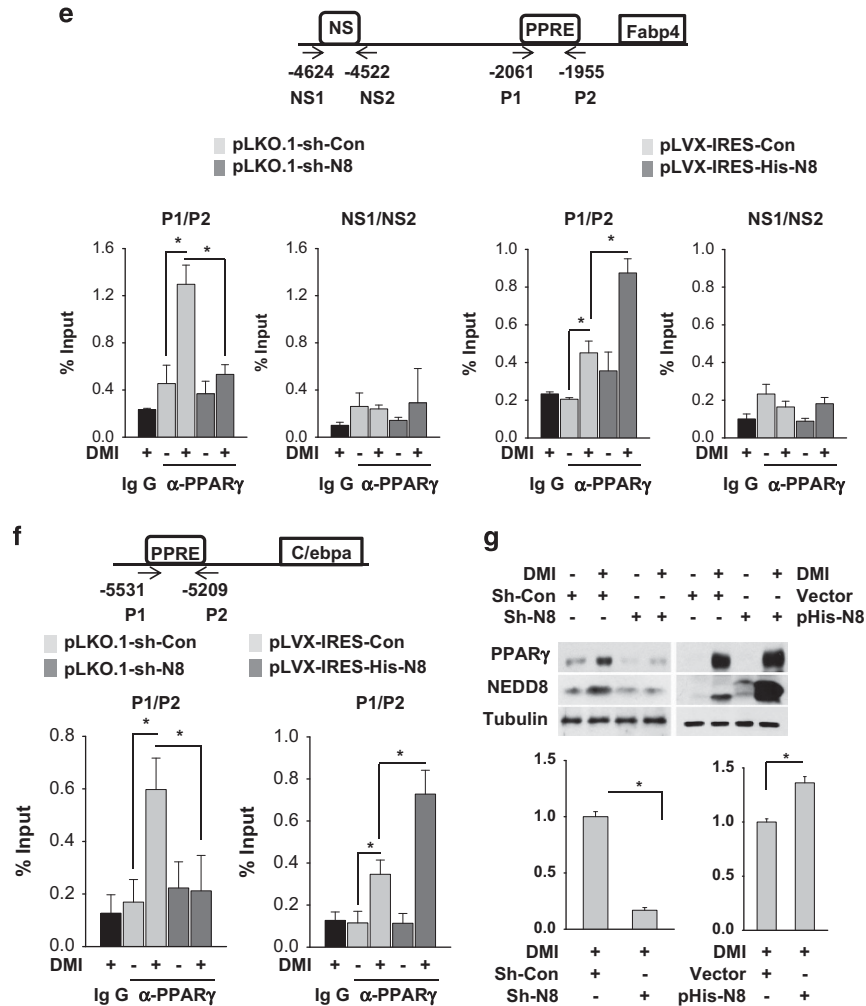 e
NS PPRE Fabp4
-4624 -4522 -2061 -1955
NS1 NS2 P1 P2
pLKO.1-sh-Con
pLKO.1-sh-N8
pLVX-IRES-Con
pLVX-IRES-His-N8
P1/P2
% Input
1.6
*
*
1.2
0.8
0.4
0.0
DMI + - + - +
Ig G α-PPARγ
NS1/NS2
% Input
1.6
1.2
0.8
0.4
0.0
+ - + - +
Ig G α-PPARγ
P1/P2
% Input
1.0
*
0.8
0.6
*
0.4
0.2
0.0
DMI + - + - +
Ig G α-PPARγ
NS1/NS2
% Input
1.0
0.8
0.6
0.4
0.2
0.0
+ - + - +
Ig G α-PPARγ
f
PPRE C/ebpa
-5531 -5209
P1 P2
pLKO.1-sh-Con
pLKO.1-sh-N8
pLVX-IRES-Con
pLVX-IRES-His-N8
P1/P2
% Input
0.8
*
*
0.6
0.4
0.2
0.0
DMI + - + - +
Ig G α-PPARγ
P1/P2
% Input
1.0
*
0.8
0.6
*
0.4
0.2
0.0
+ - + - +
Ig G α-PPARγ
g
DMI - + - + - + - + DMI
Sh-Con + + - - + + - - Vector
Sh-N8 - - + + - - + + pHis-N8
PPARγ
NEDD8
Tubulin
1.5
*
1.0
0.5
0.0
DMI + +
Sh-Con + -
Sh-N8 - +
1.5
*
1.0
0.5
0.0
DMI + +
Vector + -
pHis-N8 - +